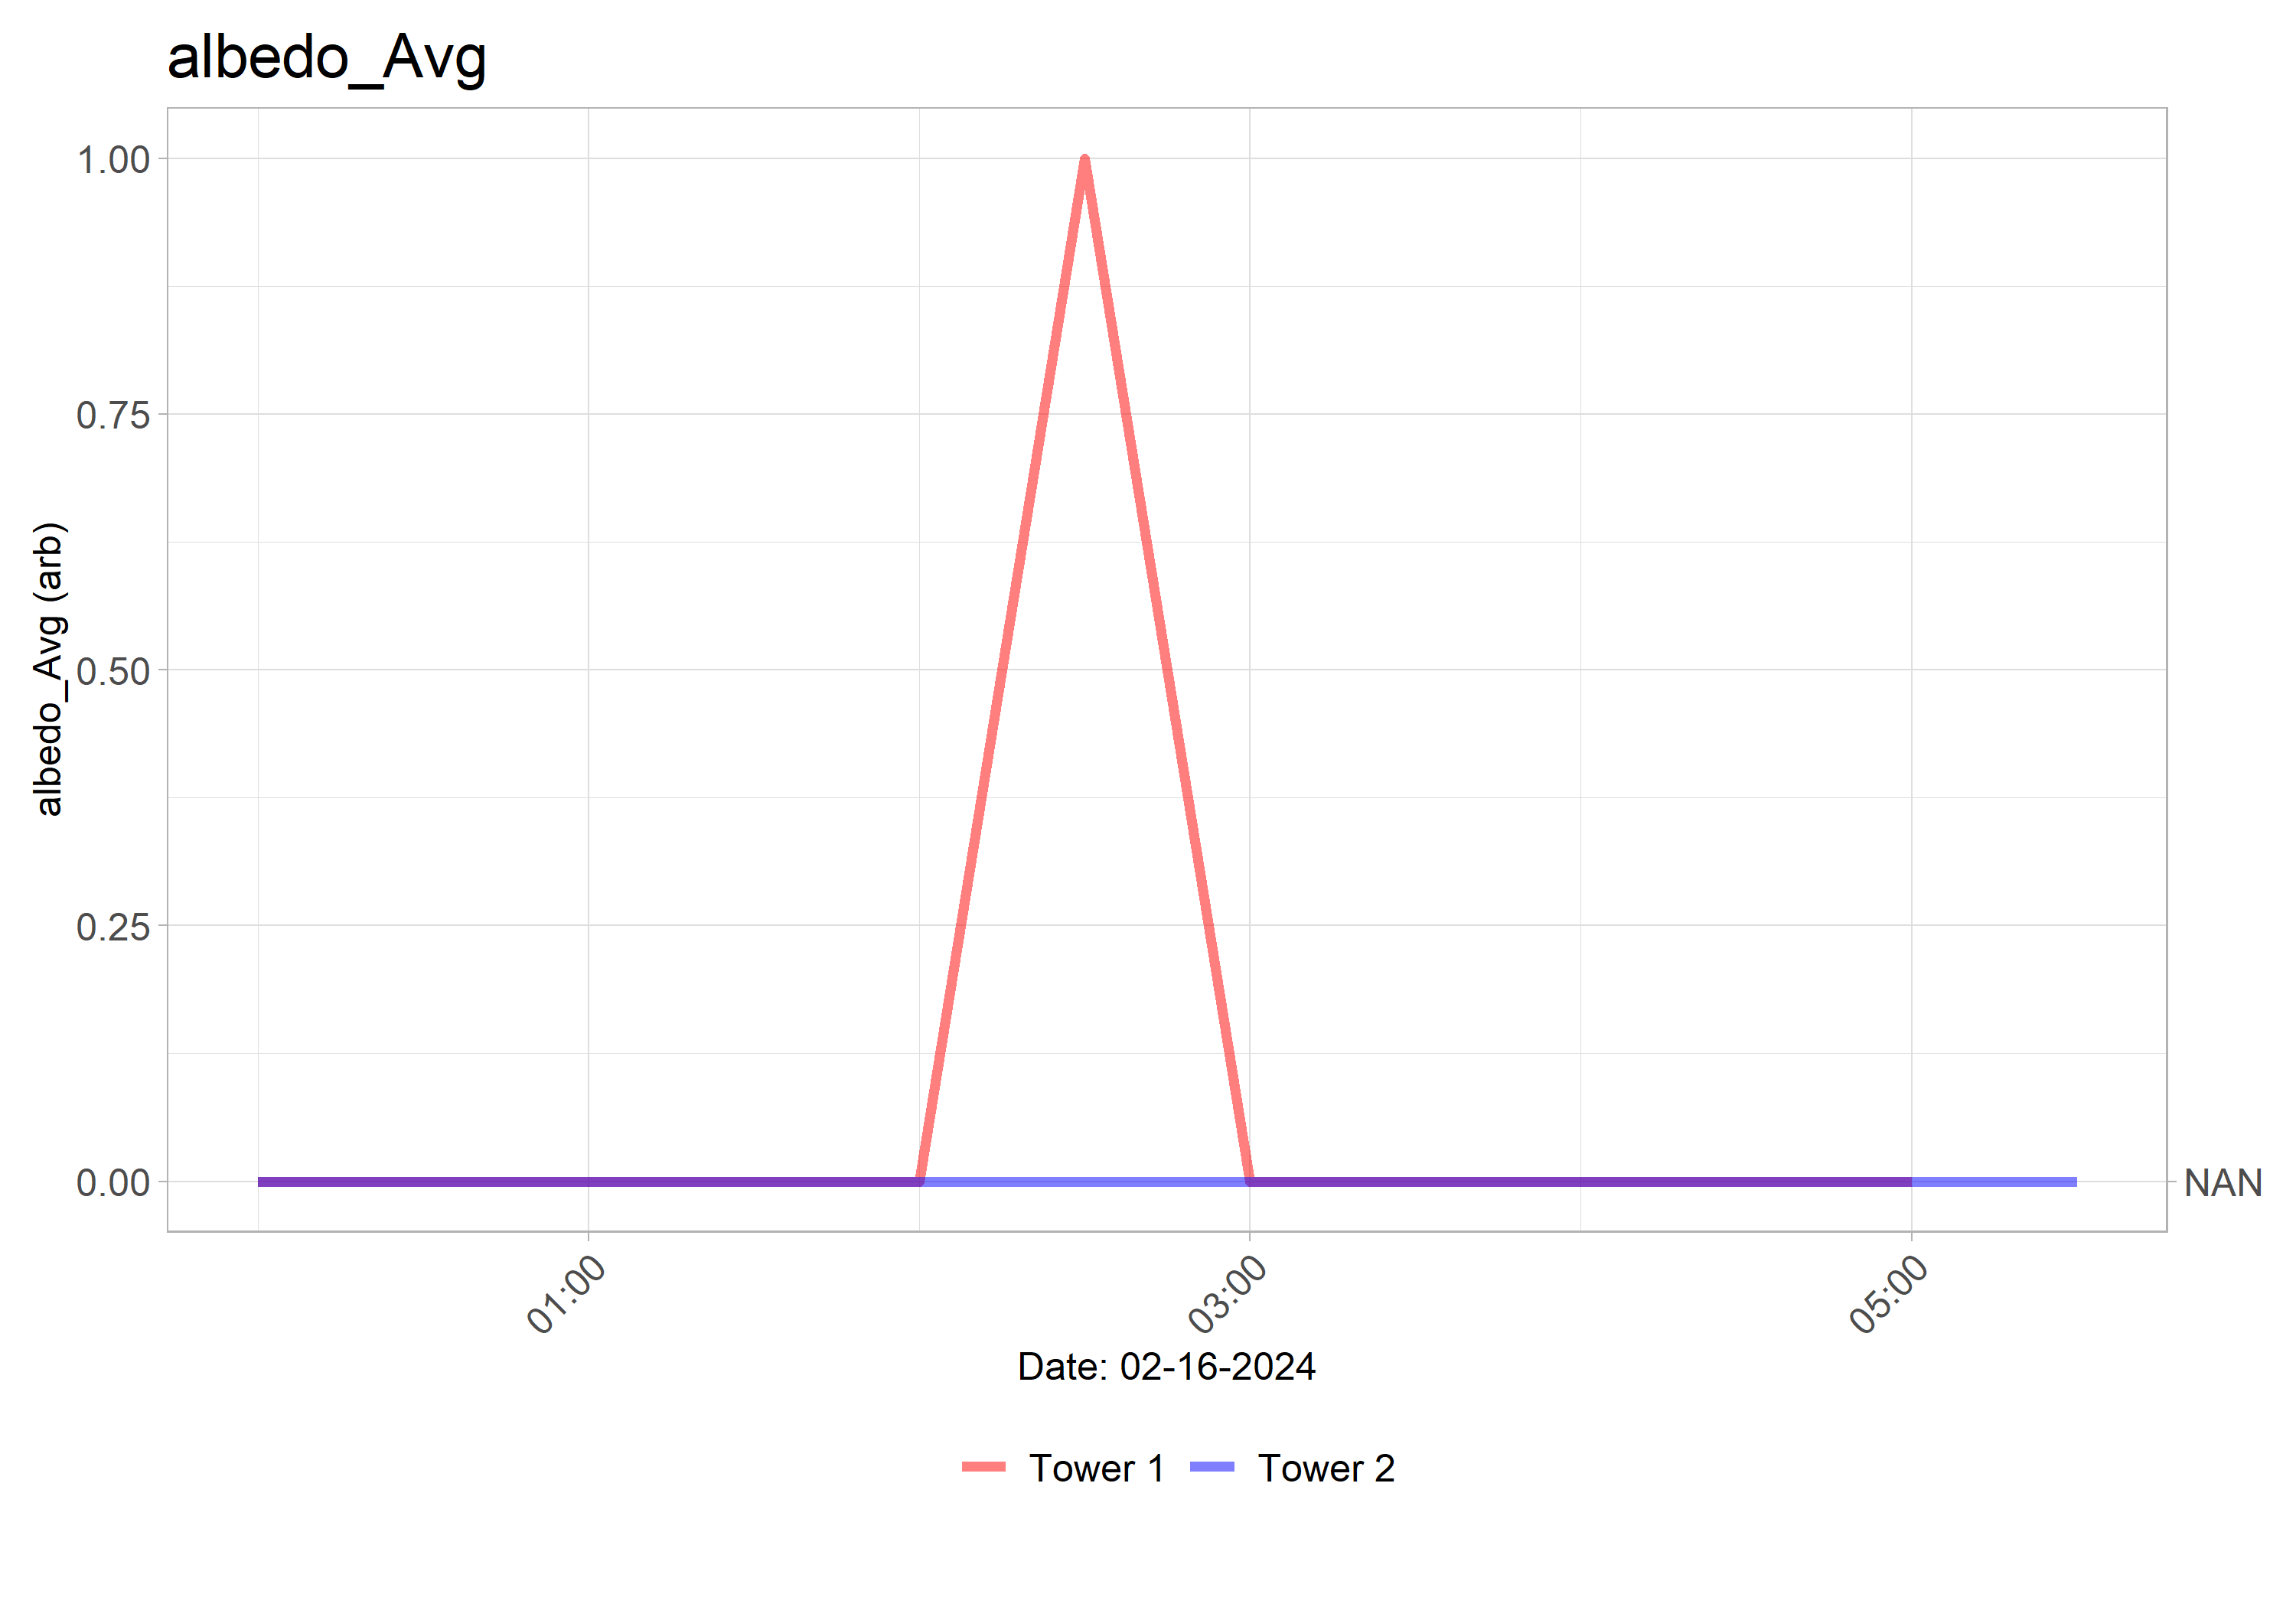 albedo_Avg
albedo_Avg (arb)
1.00
0.75
0.50
0.25
0.00
NAN
01:00
03:00
05:00
Date: 02-16-2024
Tower 1
Tower 2